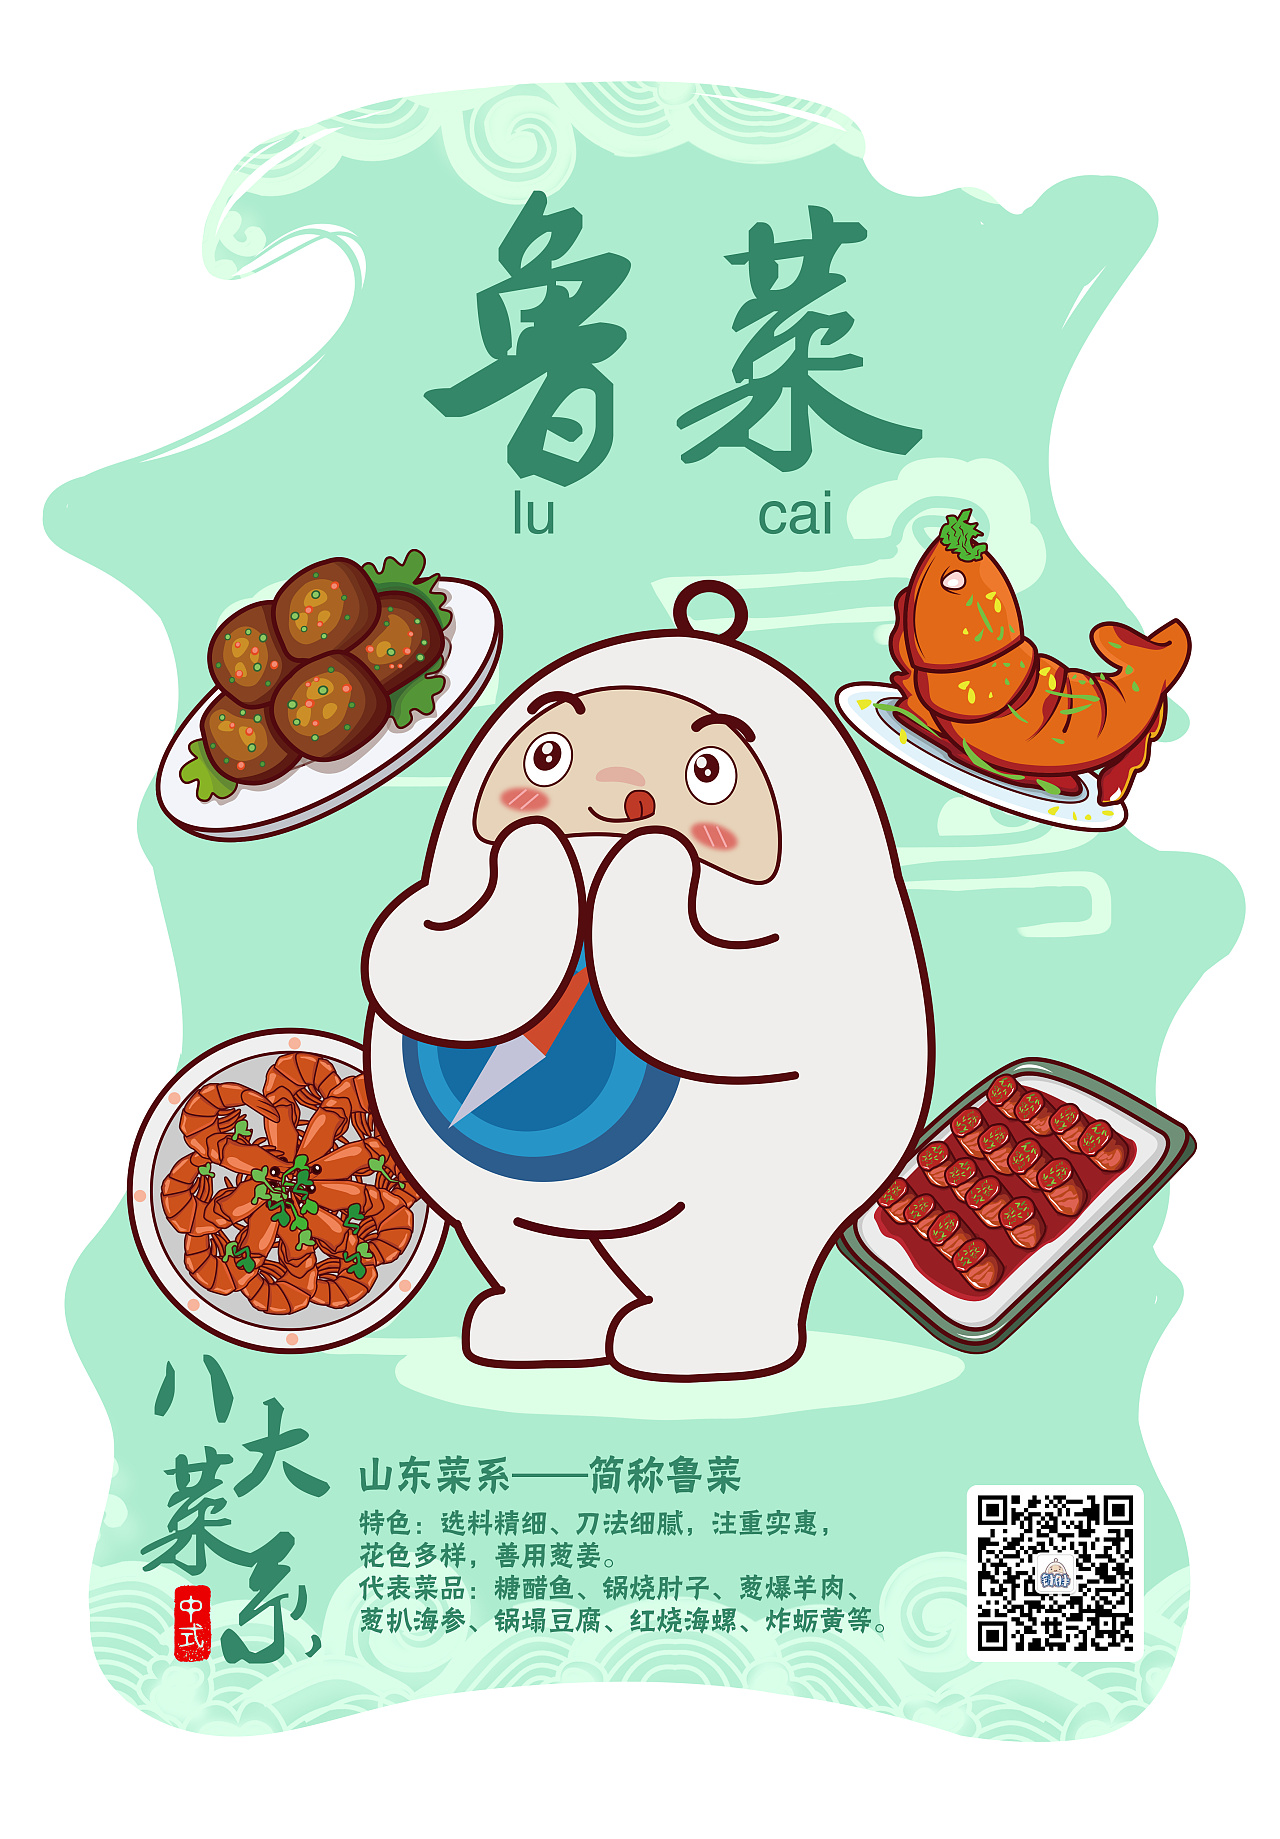 鲁菜
lu cai
八大菜系
中式
山东菜系——简称鲁菜
特色：选料精细、刀法细腻，注重实惠，
花色多样，善用葱姜。
代表菜品：糖醋鱼、锅烧肘子、葱爆羊肉、
葱扒海参、锅塌豆腐、红烧海螺、炸蛎黄等。